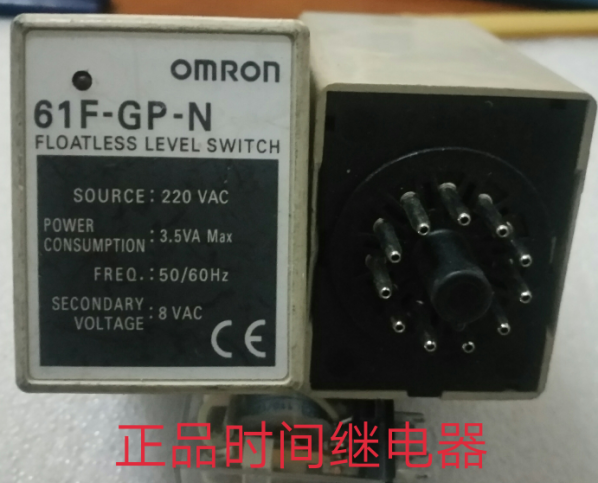 OMRON
61F-GP-N
FLOATLESS LEVEL SWITCH
SOURCE: 220 VAC
POWER
CONSUMPTION: 3.5VA Max
FREQ.: 50/60Hz
SECONDARY
VOLTAGE: 8 VAC
CE
正品时间继电器